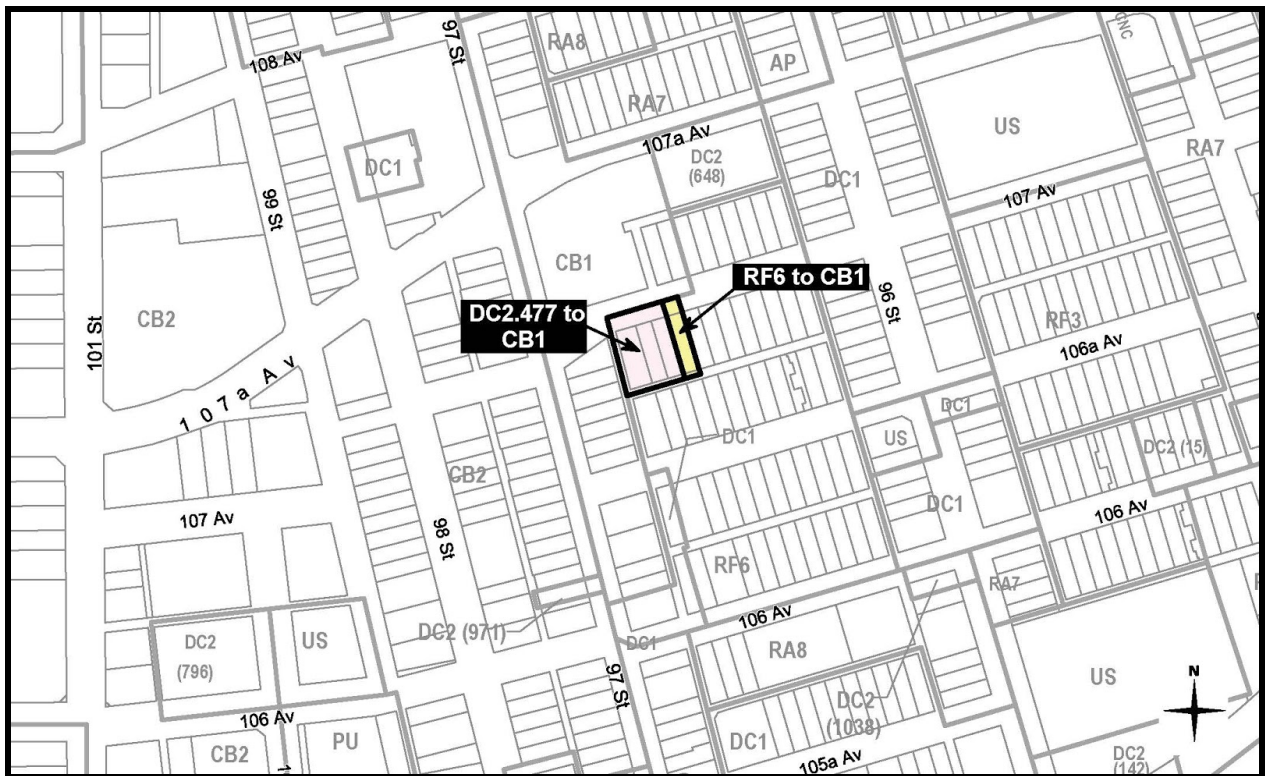 97 St
RA8
CNC
AP
108 Av
RA7
US
107a Av
DC2
(648)
RA7
DC1
DC1
107 Av
99 St
CB1
RF6 to CB1
96 St
DC2.477 to
CB1
CB2
RF3
101 St
106a Av
107a Av
DC1
DC1
US
DC2 (15)
CB2
DC1
107 Av
106 Av
98 St
RF6
RA7
106 Av
DC2 (971)
DC2
(796)
US
DC1
RA8
US
N
97 St
DC2
(1038)
106 Av
CB2
PU
DC1
105a Av
DC2
(142)